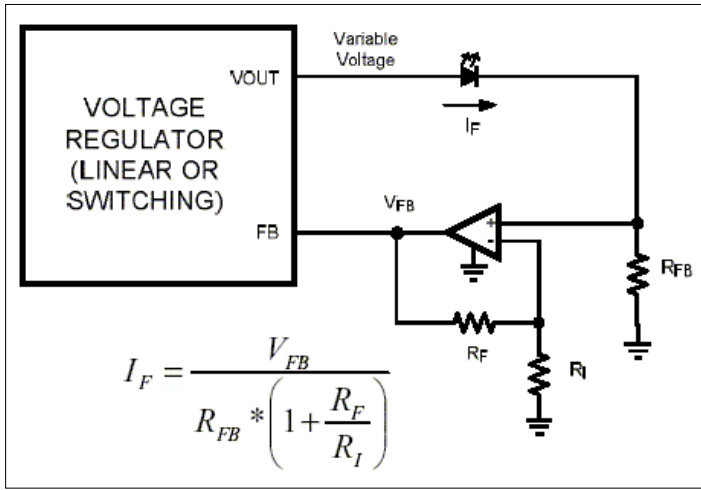 Variable
Voltage
VOUT
VOLTAGE
REGULATOR
(LINEAR OR
SWITCHING)
IF
VFB
FB
+
-
RFB
RF
RI
IF = VFB / RFB * (1 + RF / RI)